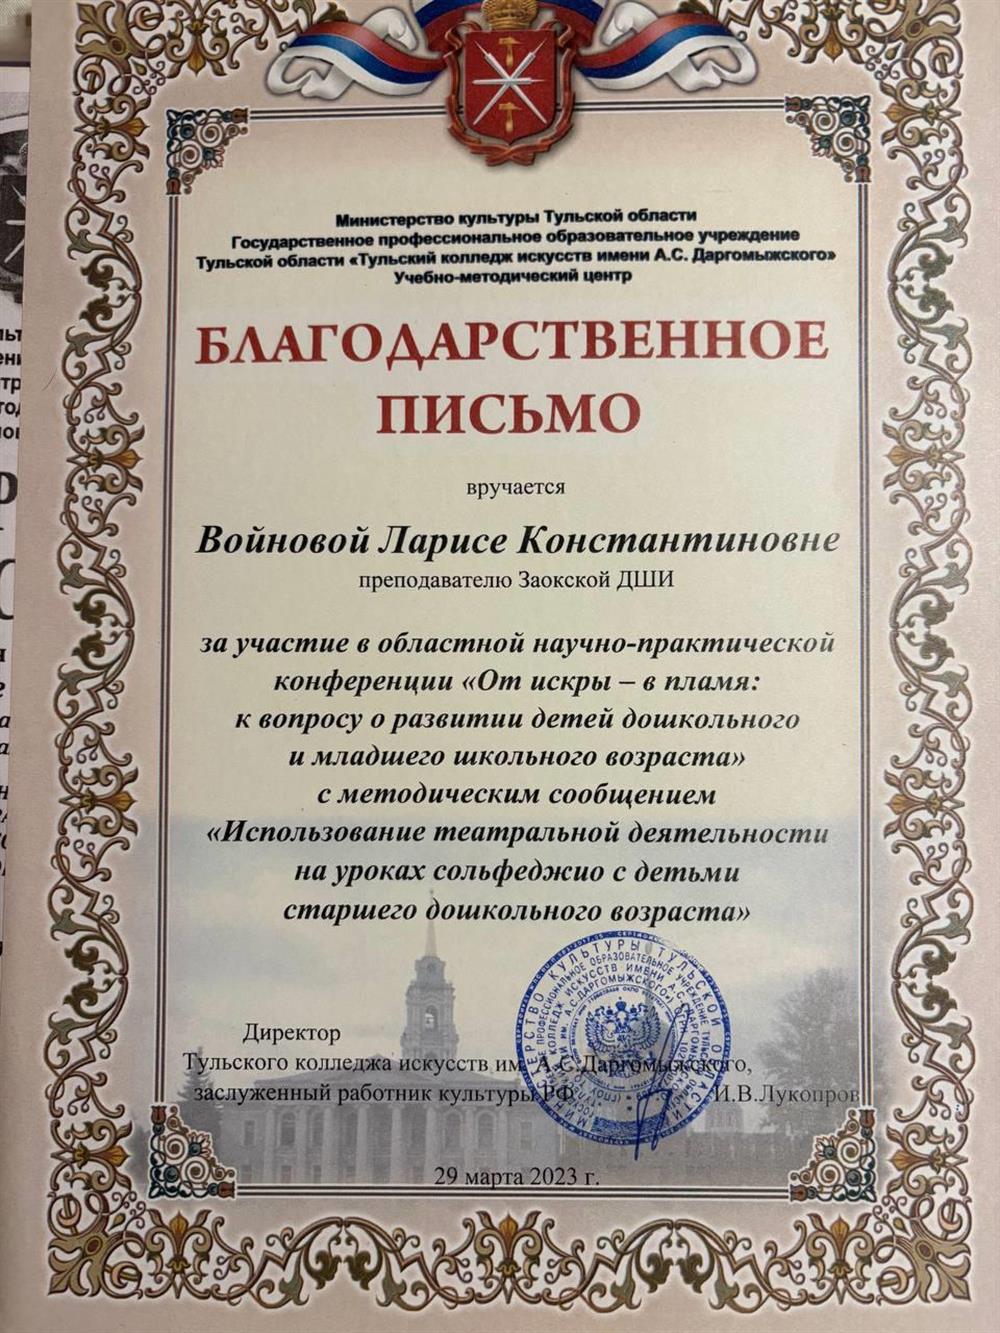 Министерство культуры Тульской области
Государственное профессиональное образовательное учреждение
Тульской области «Тульский колледж искусств имени А.С. Даргомыжского»
Учебно-методический центр
БЛАГОДАРСТВЕННОЕ
ПИСЬМО
вручается
Войновой Ларисе Константиновне
преподавателю Заокской ДШИ
за участие в областной научно-практической
конференции «От искры – в пламя:
к вопросу о развитии детей дошкольного
и младшего школьного возраста»
с методическим сообщением
«Использование театральной деятельности
на уроках сольфеджио с детьми
старшего дошкольного возраста»
Директор
Тульского колледжа искусств им. А.С.Даргомыжского,
заслуженный работник культуры РФ И.В.Лукопров
29 марта 2023 г.